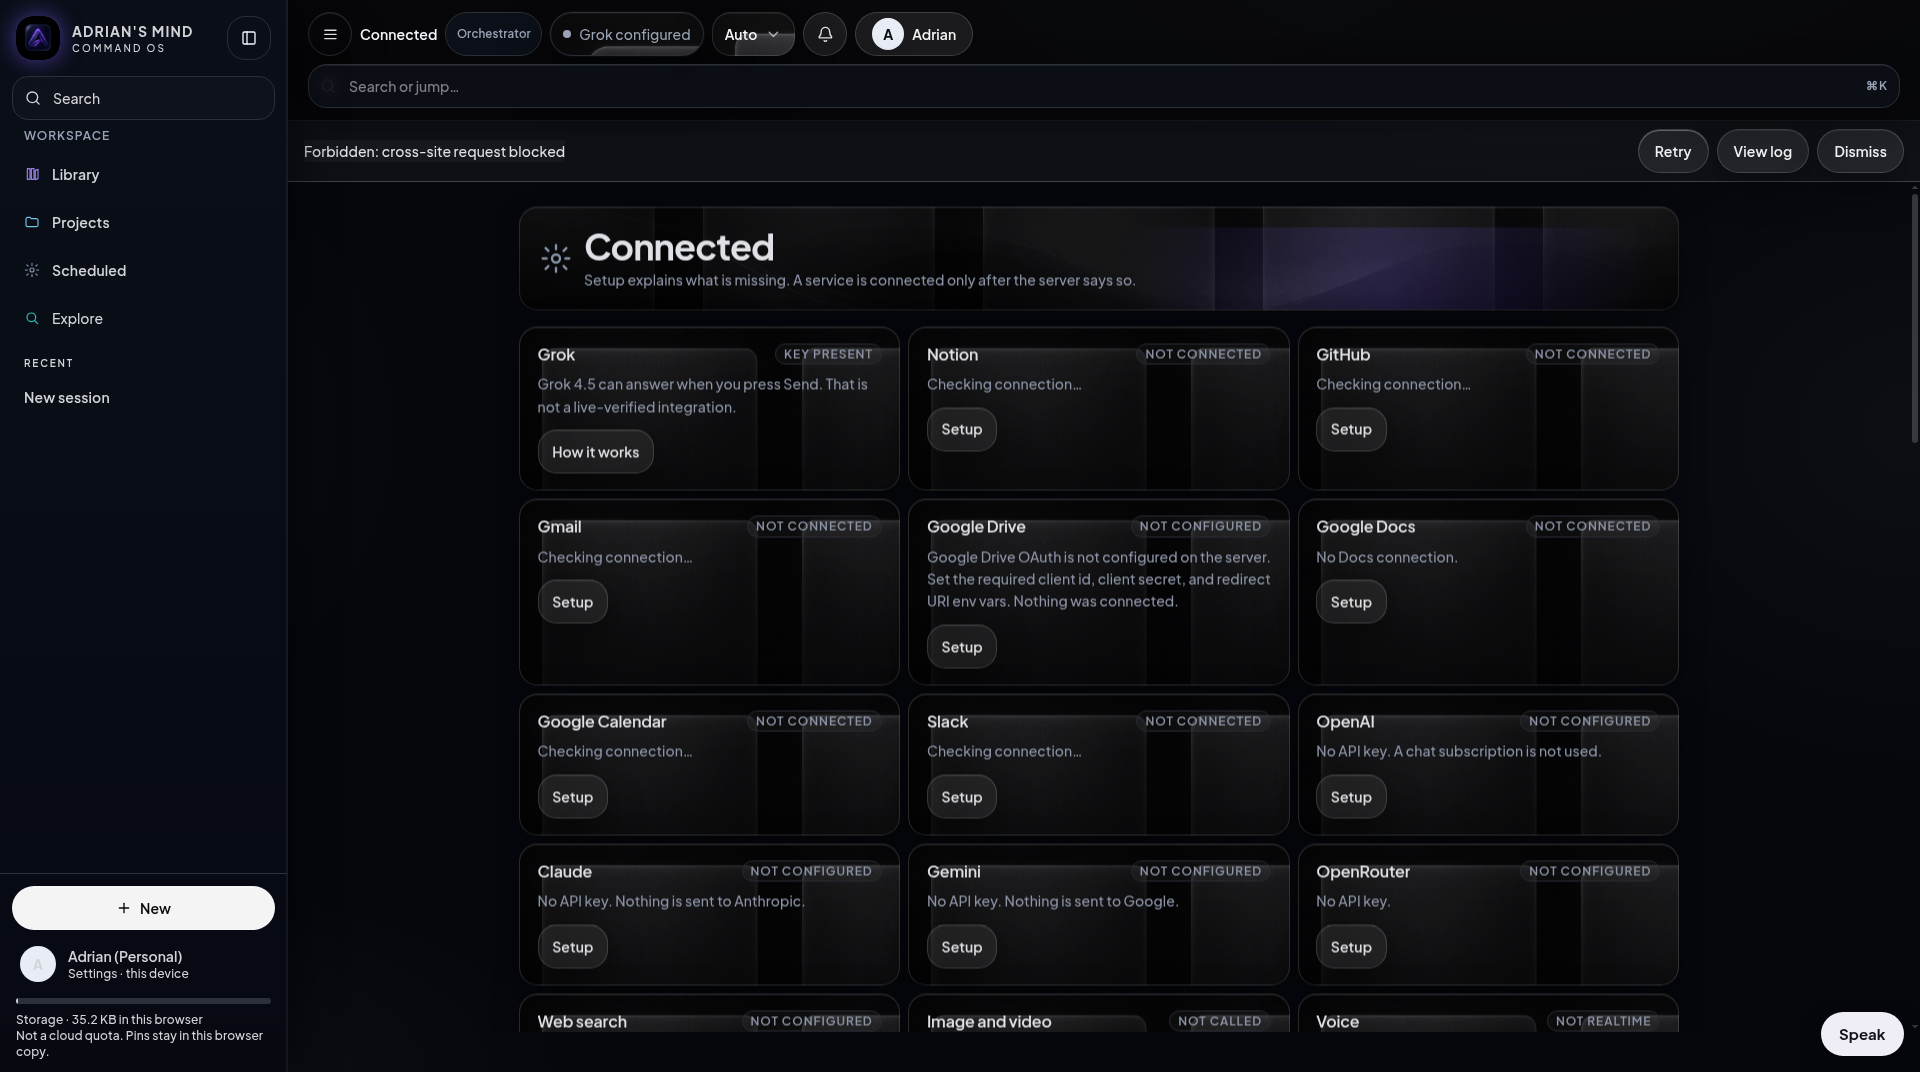 ADRIAN'S MIND
COMMAND OS
Search
WORKSPACE
Library
Projects
Scheduled
Explore
RECENT
New session
New
A
Adrian (Personal)
Settings · this device
Storage · 35.2 KB in this browser
Not a cloud quota. Pins stay in this browser
copy.
Connected
Orchestrator
Grok configured
Auto
A
Adrian
Search or jump…
⌘K
Forbidden: cross-site request blocked
Retry
View log
Dismiss
Connected
Setup explains what is missing. A service is connected only after the server says so.
Grok
KEY PRESENT
Grok 4.5 can answer when you press Send. That is
not a live-verified integration.
How it works
Notion
NOT CONNECTED
Checking connection…
Setup
GitHub
NOT CONNECTED
Checking connection…
Setup
Gmail
NOT CONNECTED
Checking connection…
Setup
Google Drive
NOT CONFIGURED
Google Drive OAuth is not configured on the server.
Set the required client id, client secret, and redirect
URI env vars. Nothing was connected.
Setup
Google Docs
NOT CONNECTED
No Docs connection.
Setup
Google Calendar
NOT CONNECTED
Checking connection…
Setup
Slack
NOT CONNECTED
Checking connection…
Setup
OpenAI
NOT CONFIGURED
No API key. A chat subscription is not used.
Setup
Claude
NOT CONFIGURED
No API key. Nothing is sent to Anthropic.
Setup
Gemini
NOT CONFIGURED
No API key. Nothing is sent to Google.
Setup
OpenRouter
NOT CONFIGURED
No API key.
Setup
Web search
NOT CONFIGURED
Image and video
NOT CALLED
Voice
NOT REALTIME
Speak